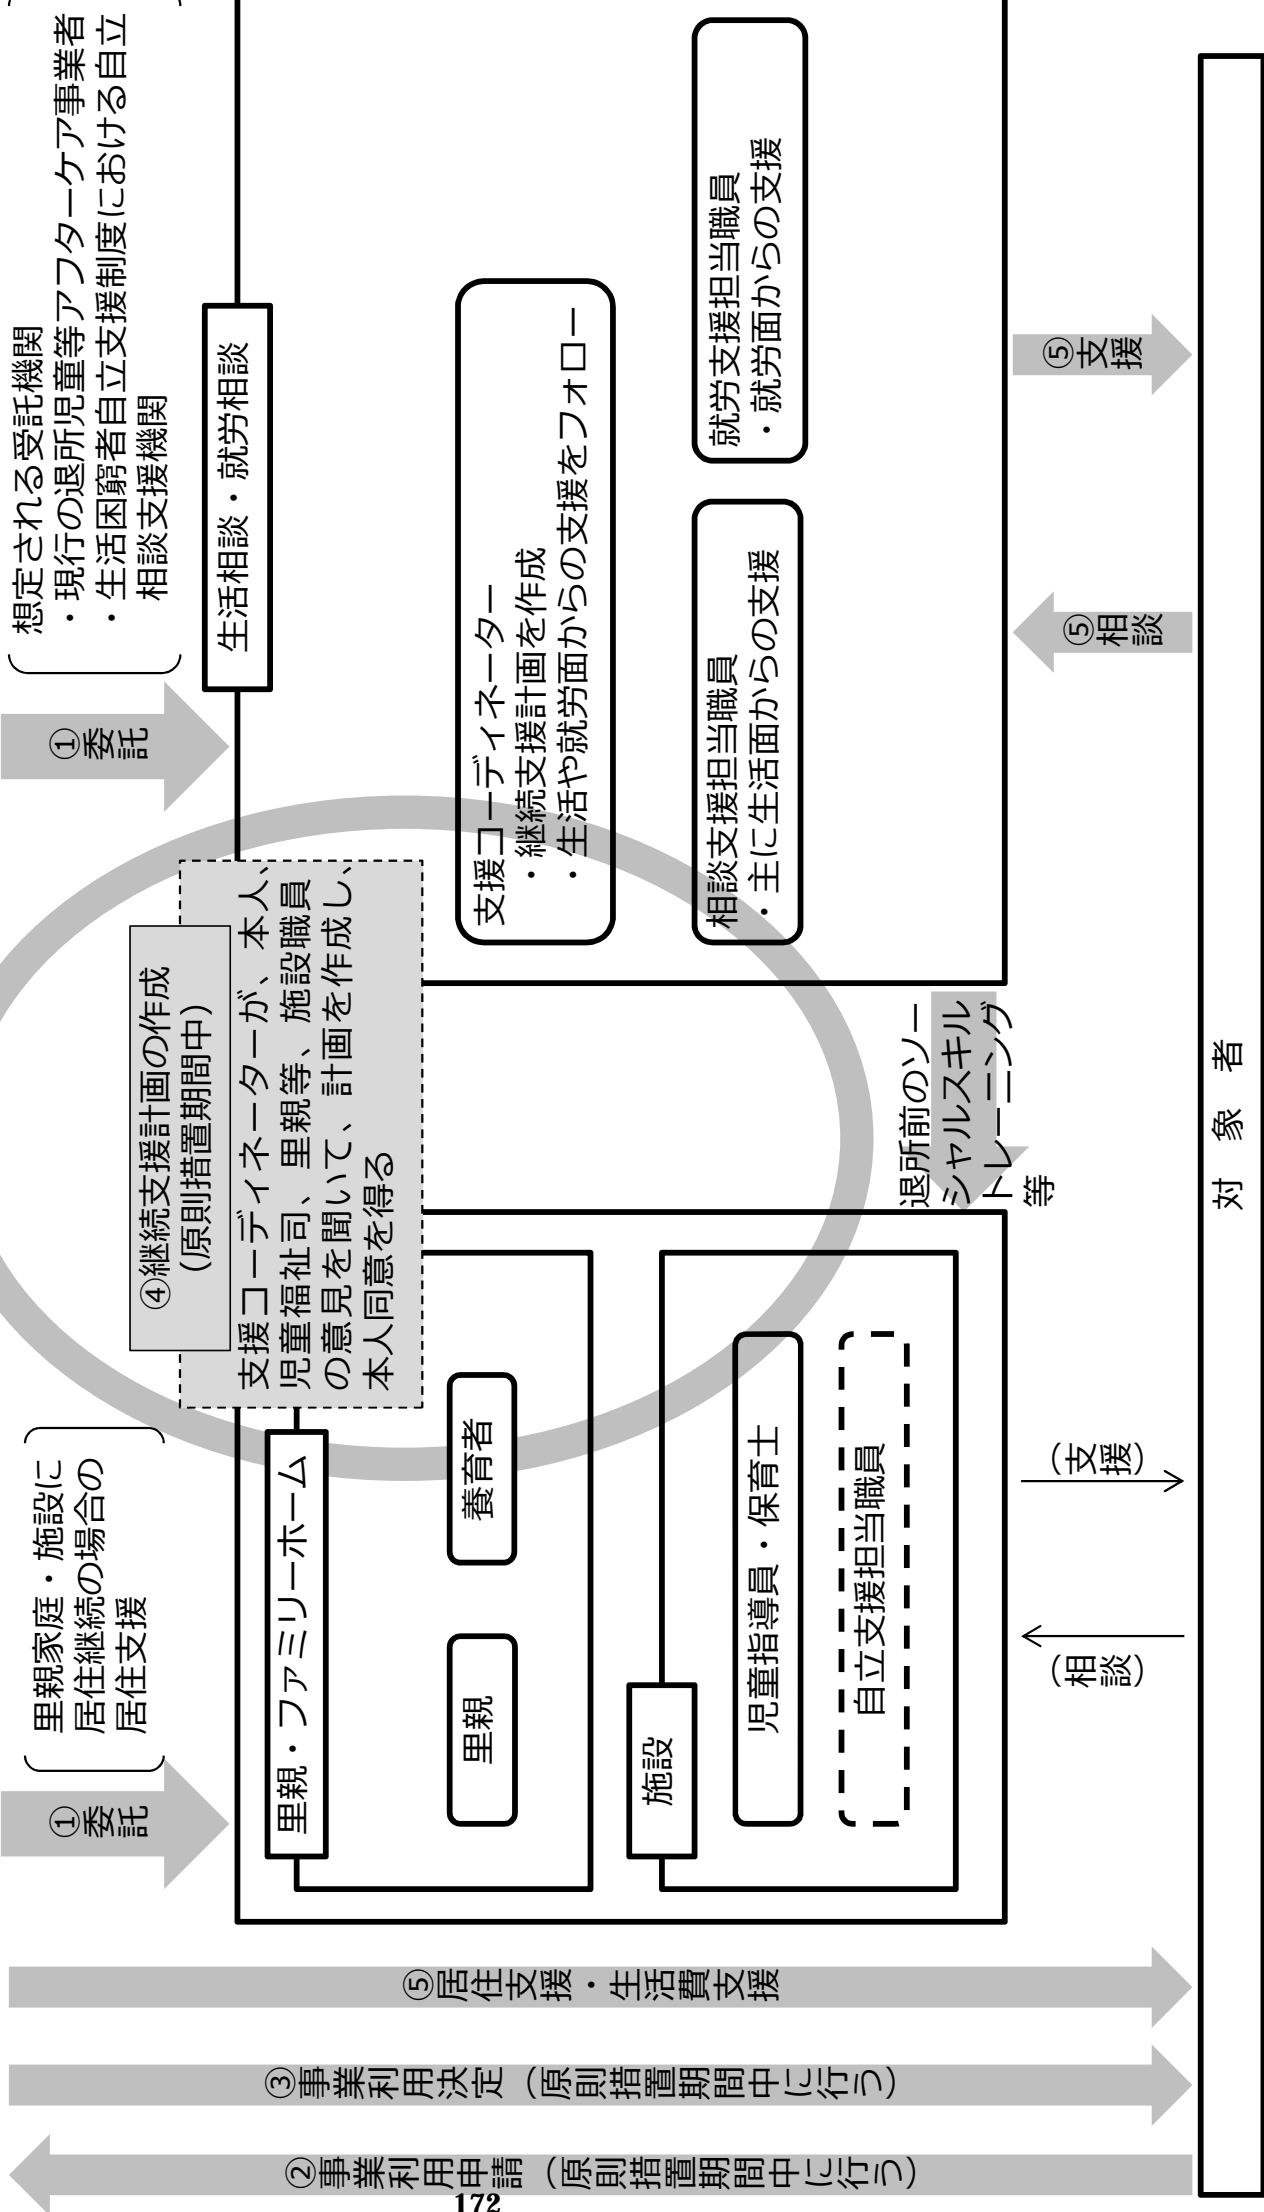 ②事業利用申請（原則措置期間中に行う）
③事業利用決定（原則措置期間中に行う）
⑤居住支援・生活費支援
①委託
里親家庭・施設に
居住継続の場合の
居住支援
①委託
想定される受託機関
・現行の退所児童等アフターケア事業者
・生活困窮者自立支援制度における自立
相談支援機関
④継続支援計画の作成
（原則措置期間中）
支援コーディネーターが、本人、
児童福祉司、里親等、施設職員
の意見を聞いて、計画を作成し、
本人同意を得る
里親・ファミリーホーム
里親
養育者
施設
児童指導員・保育士
自立支援担当職員
生活相談・就労相談
支援コーディネーター
・継続支援計画を作成
・生活や就労面からの支援をフォロー
相談支援担当職員
・主に生活面からの支援
就労支援担当職員
・就労面からの支援
退所前のソー
シャルスキル
トレーニング
等
（相談）
（支援）
⑤相談
⑤支援
対象者
172